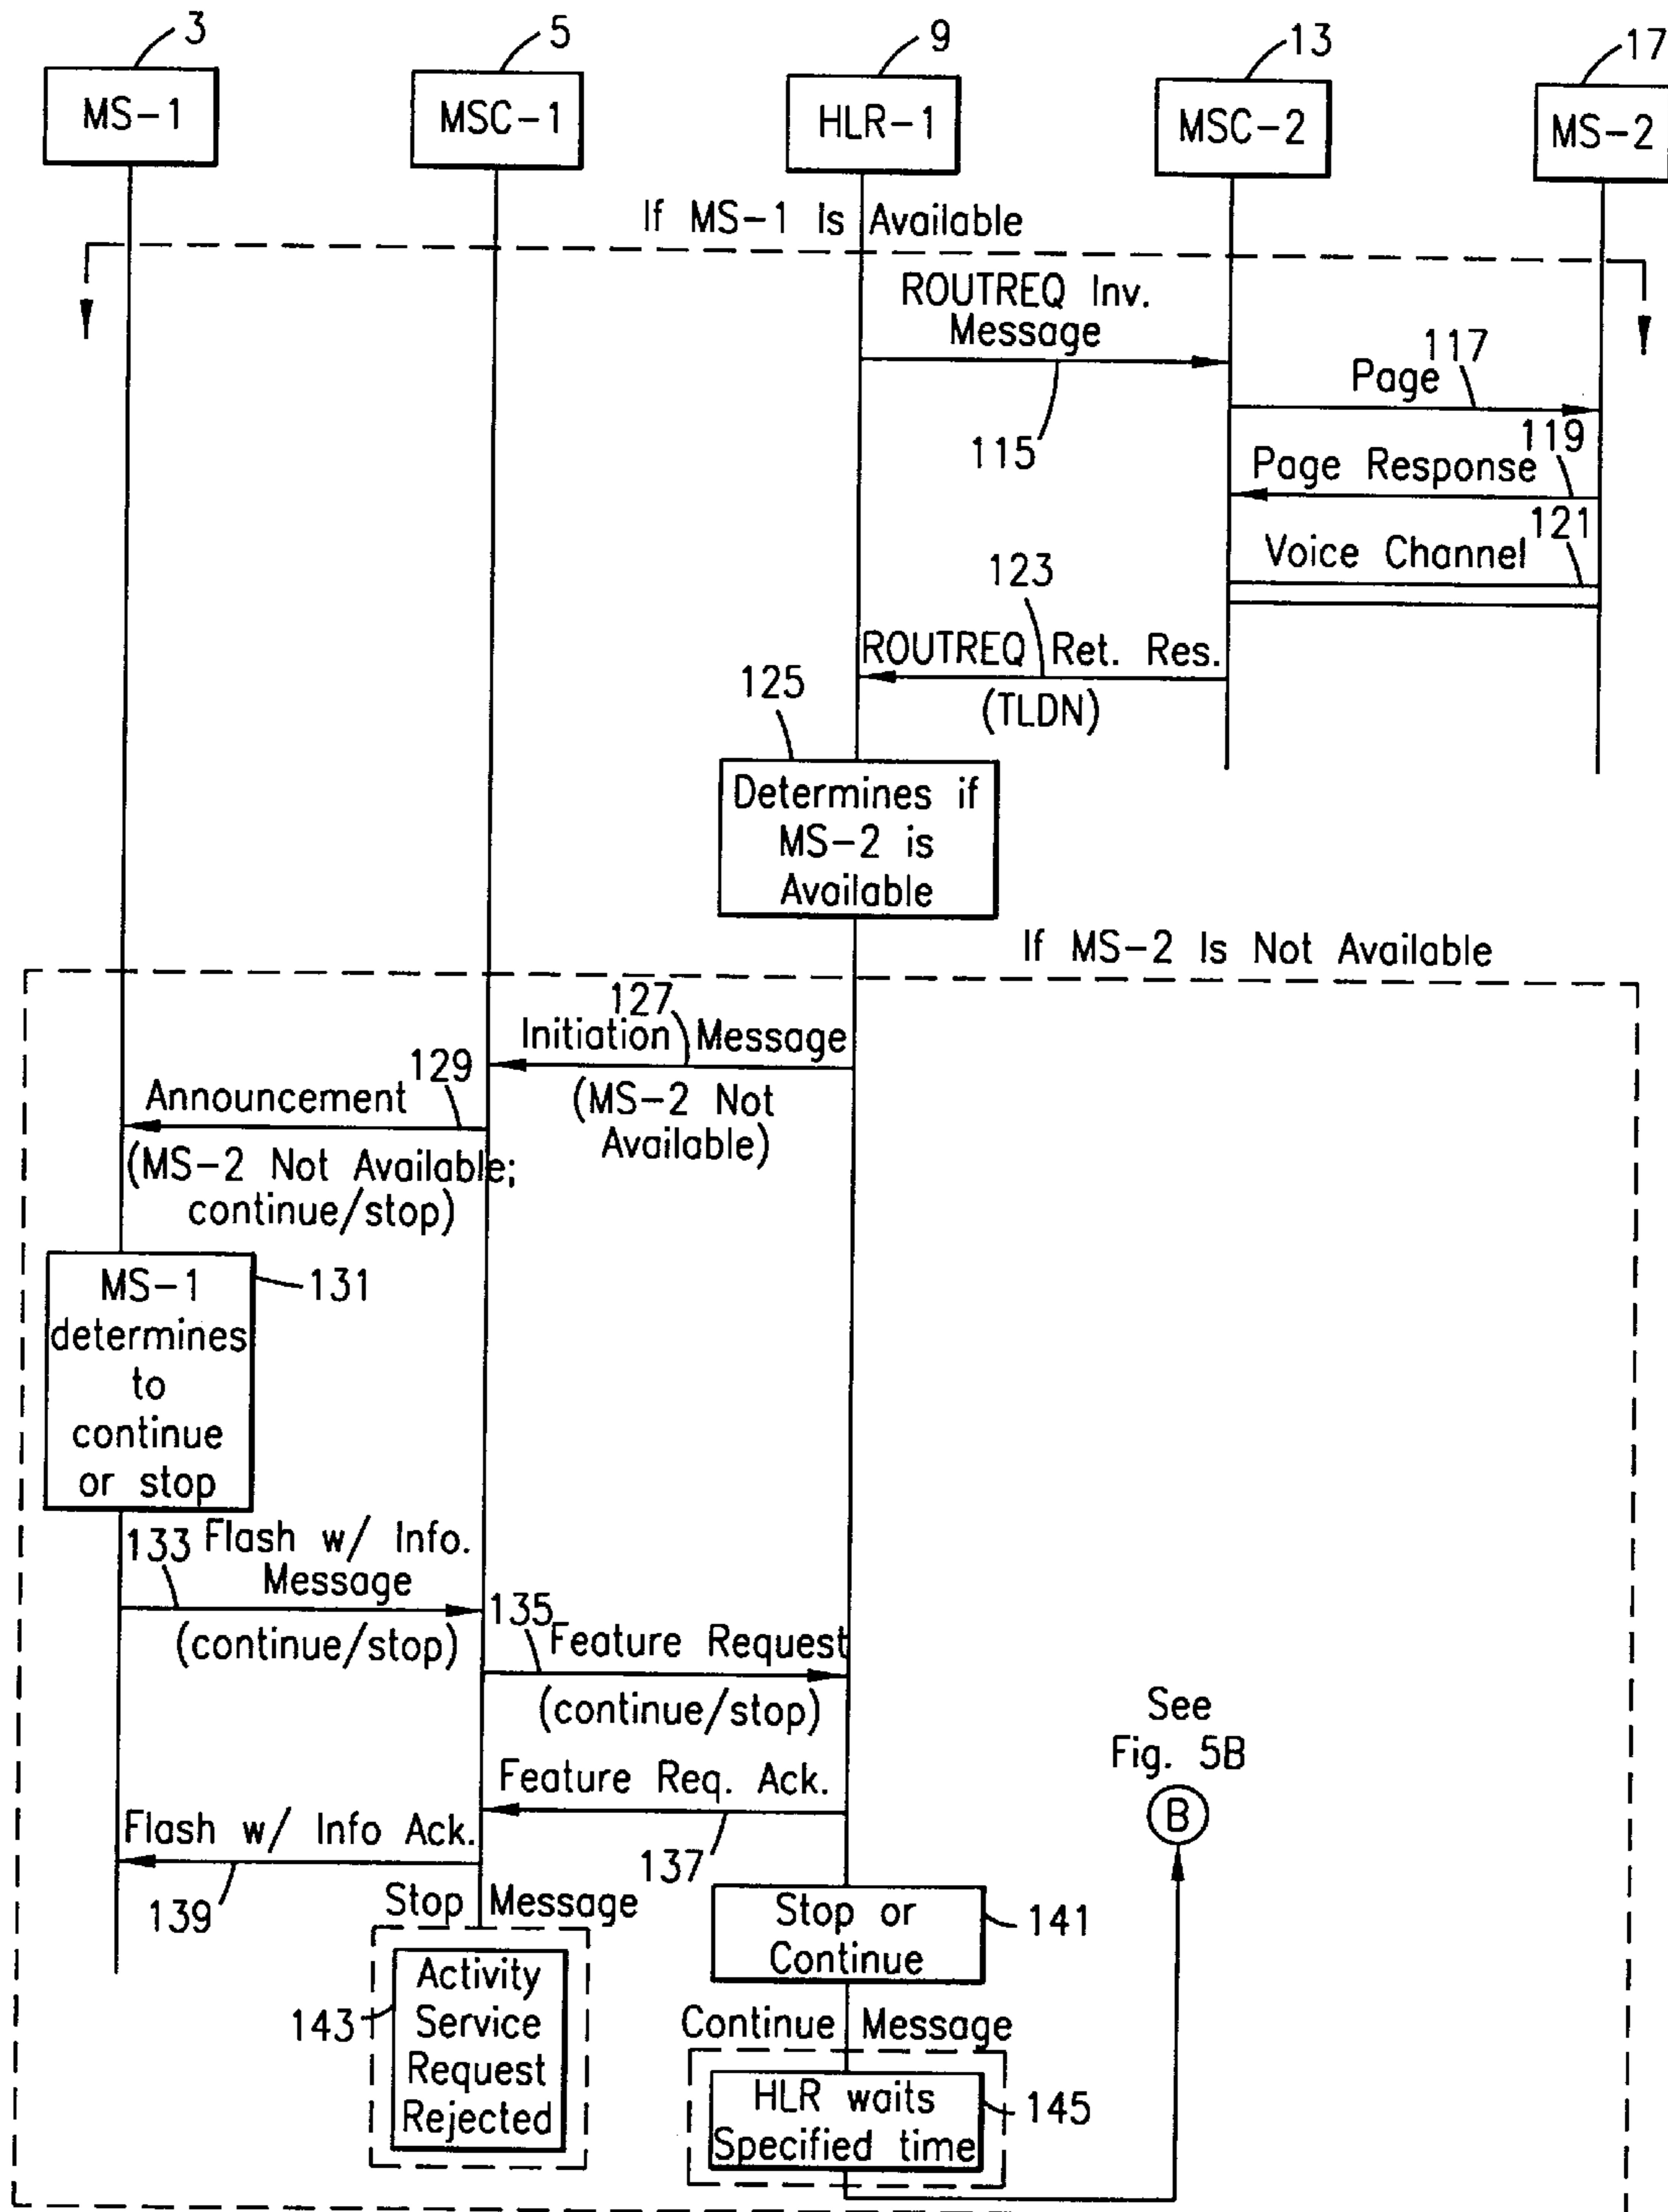 3
5
9
13
17
MS-1
MSC-1
HLR-1
MSC-2
MS-2
If MS-1 Is Available
ROUTREQ Inv.
Message
115
117
Page
119
Page Response
121
Voice Channel
123
ROUTREQ Ret. Res.
(TLDN)
125
Determines if
MS-2 is
Available
If MS-2 Is Not Available
127
Initiation Message
(MS-2 Not
Available)
129
Announcement
(MS-2 Not Available;
continue/stop)
MS-1
determines
to
continue
or stop
131
133 Flash w/ Info.
Message
(continue/stop)
135
Feature Request
(continue/stop)
Feature Req. Ack.
137
Flash w/ Info Ack.
139
See
Fig. 5B
B
Stop Message
Activity
Service
Request
Rejected
143
Stop or
Continue
141
Continue Message
HLR waits
Specified time
145